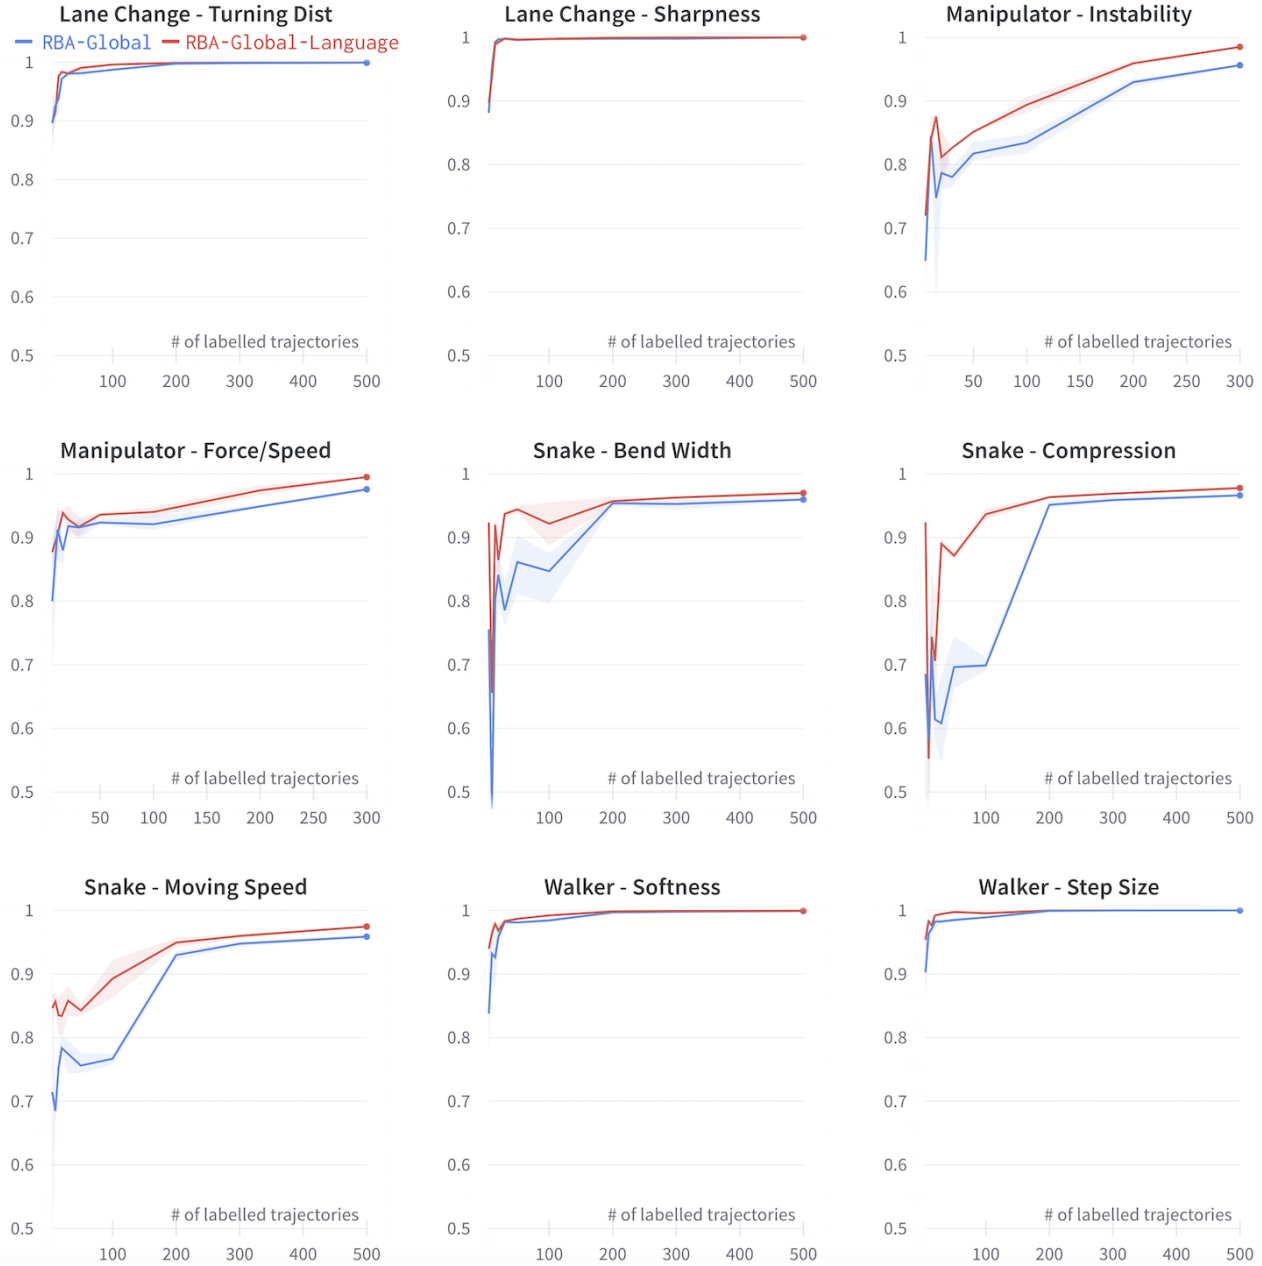 Lane Change - Turning Dist
RBA-Global RBA-Global-Language
1
0.9
0.8
0.7
0.6
0.5
# of labelled trajectories
100 200 300 400 500
Lane Change - Sharpness
1
0.9
0.8
0.7
0.6
0.5
# of labelled trajectories
100 200 300 400 500
Manipulator - Instability
1
0.9
0.8
0.7
0.6
0.5
# of labelled trajectories
50 100 150 200 250 300
Manipulator - Force/Speed
1
0.9
0.8
0.7
0.6
0.5
# of labelled trajectories
50 100 150 200 250 300
Snake - Bend Width
1
0.9
0.8
0.7
0.6
0.5
# of labelled trajectories
100 200 300 400 500
Snake - Compression
1
0.9
0.8
0.7
0.6
0.5
# of labelled trajectories
100 200 300 400 500
Snake - Moving Speed
1
0.9
0.8
0.7
0.6
0.5
# of labelled trajectories
100 200 300 400 500
Walker - Softness
1
0.9
0.8
0.7
0.6
0.5
# of labelled trajectories
100 200 300 400 500
Walker - Step Size
1
0.9
0.8
0.7
0.6
0.5
# of labelled trajectories
100 200 300 400 500